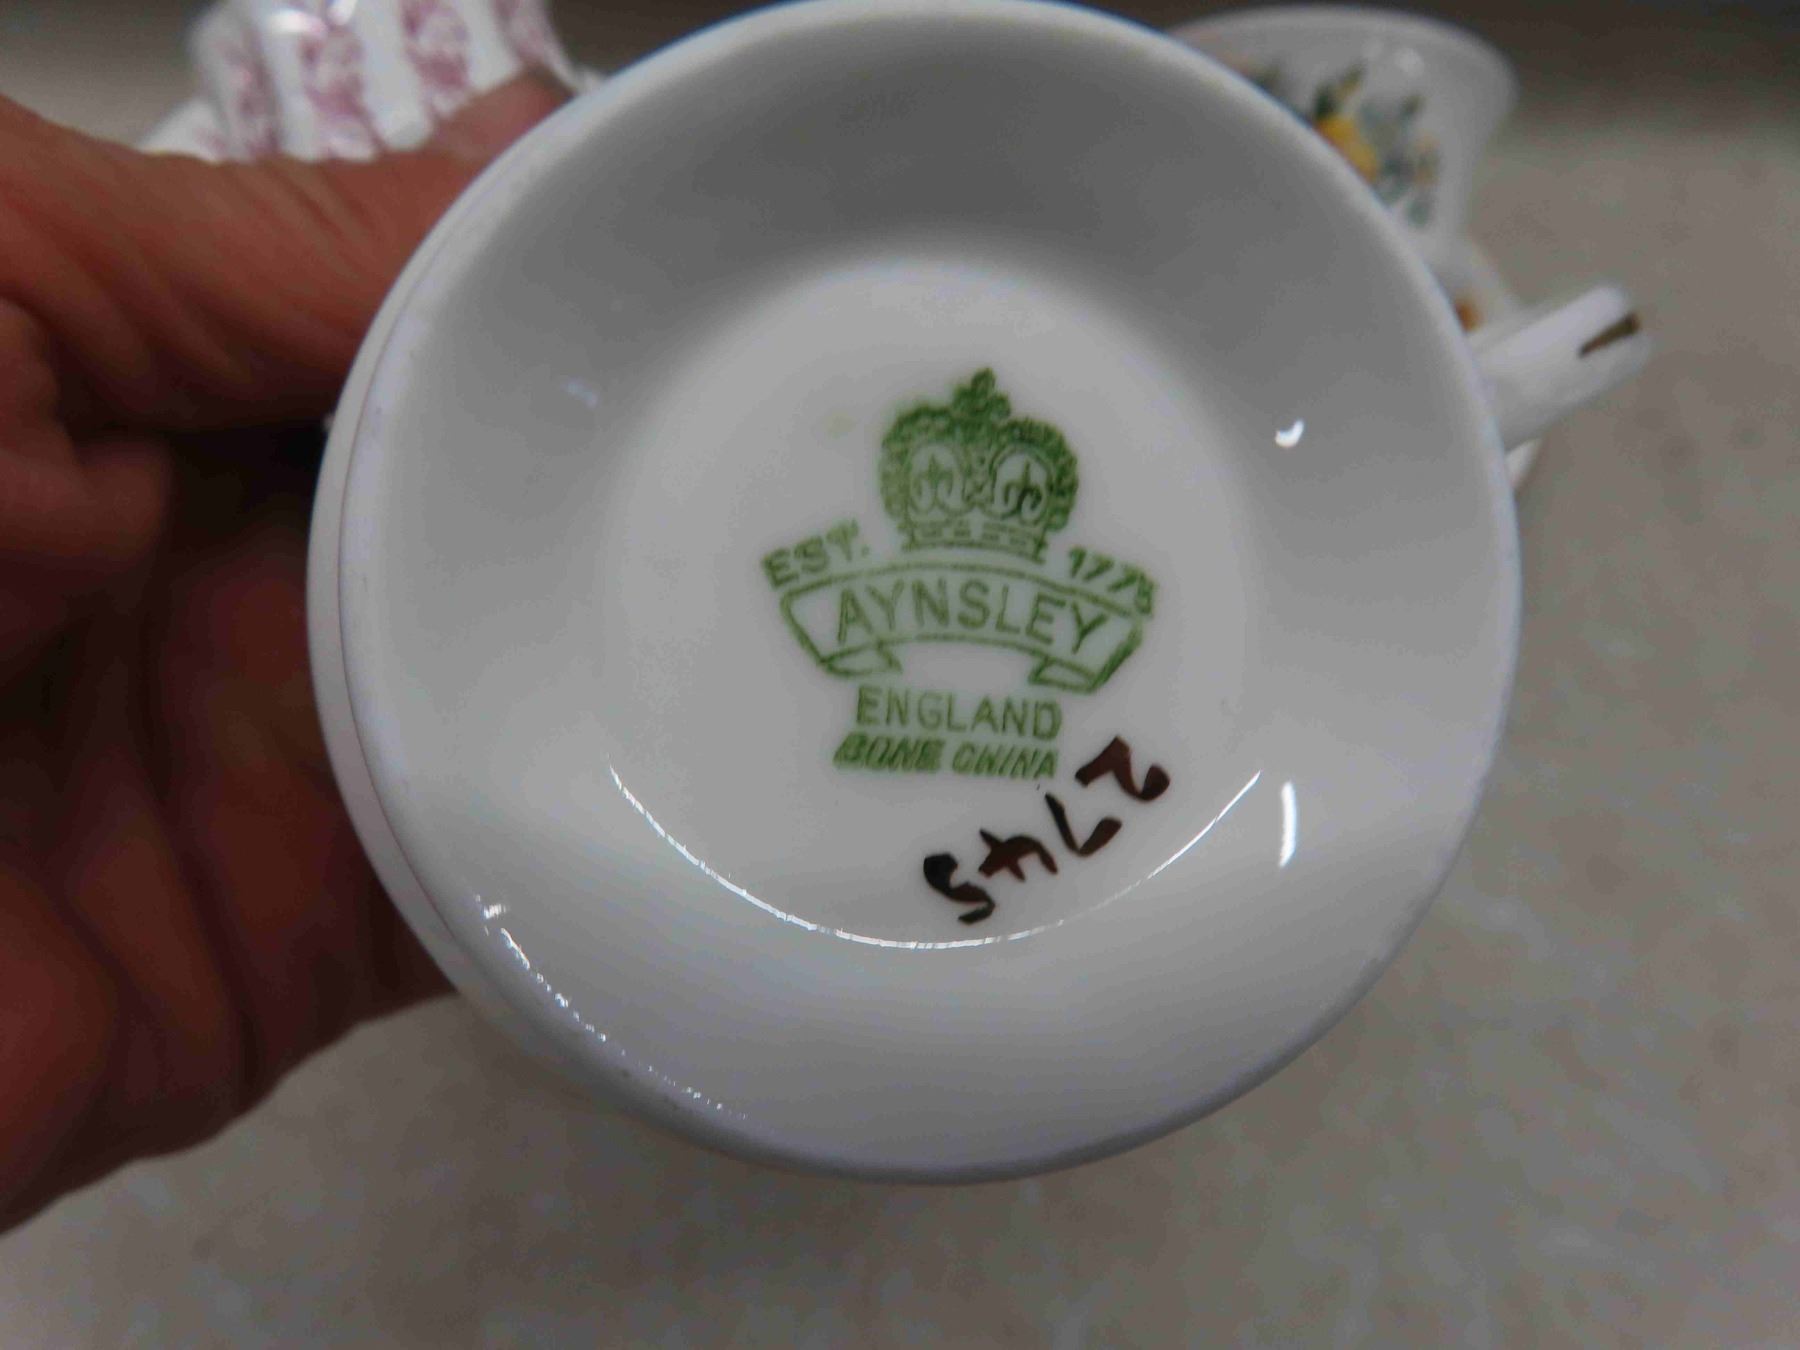 EST. 1775
AYNSLEY
ENGLAND
BONE CHINA
2745